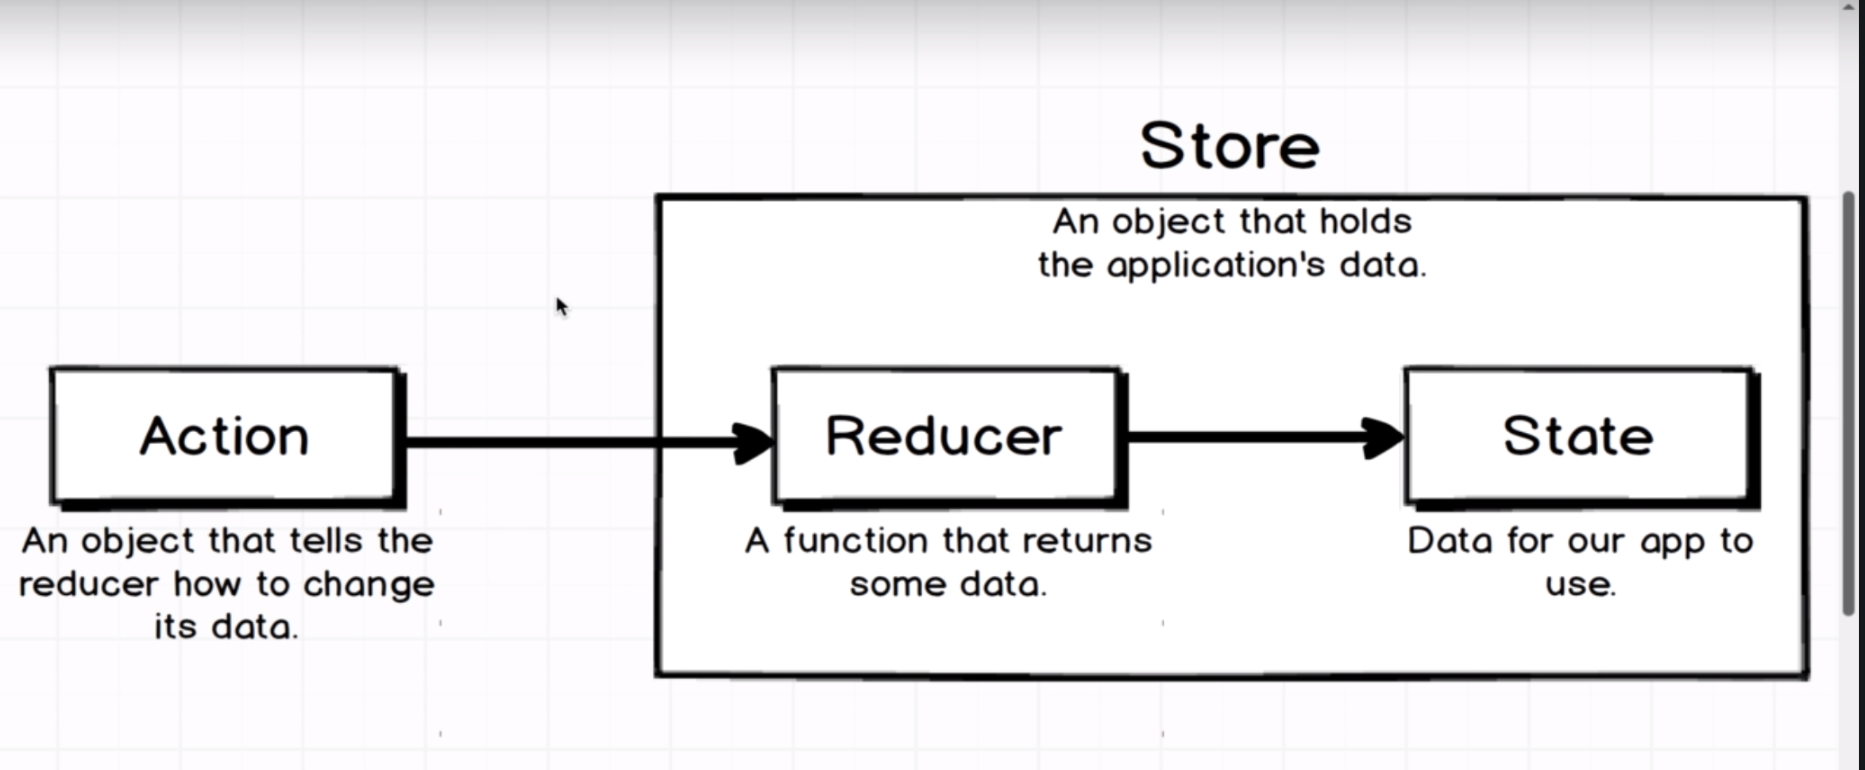 Store
An object that holds
the application's data.
Action
Reducer
State
An object that tells the
reducer how to change
its data.
A function that returns
some data.
Data for our app to
use.